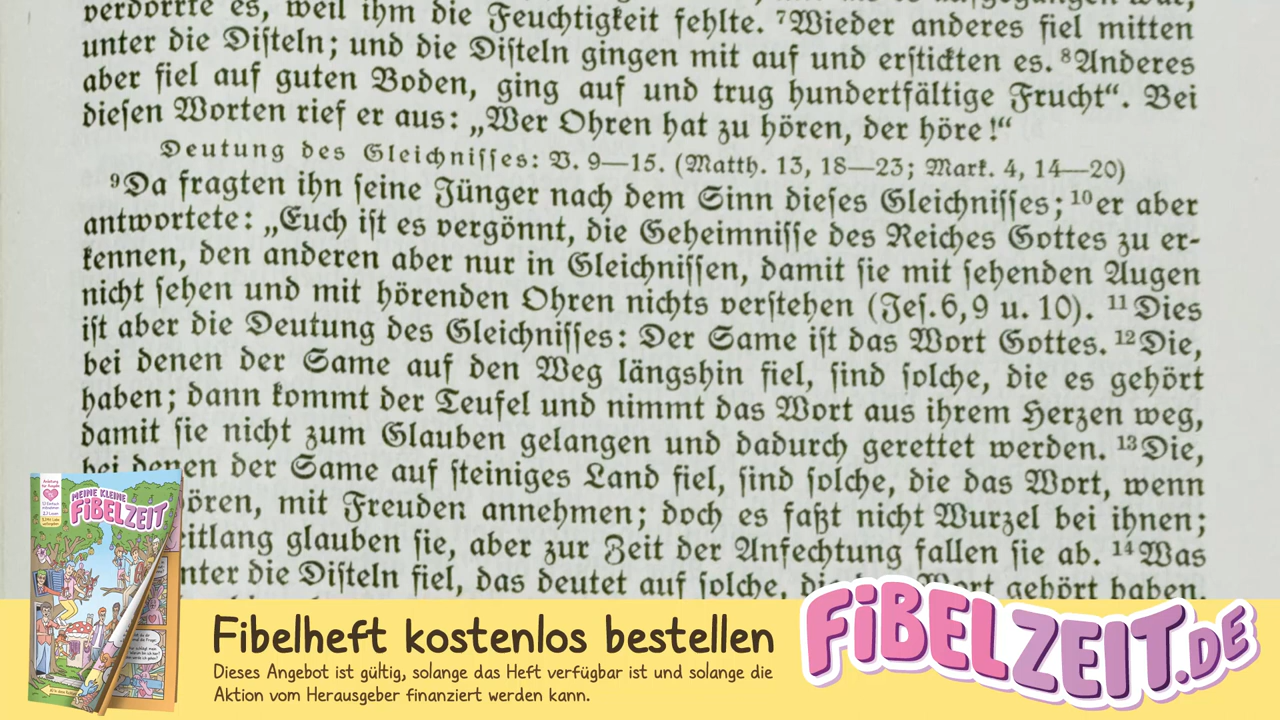 verdorrte es, weil ihm die Feuchtigkeit fehlte. ⁷Wieder anderes fiel mitten
unter die Disteln; und die Disteln gingen mit auf und erstickten es. ⁸Anderes
aber fiel auf guten Boden, ging auf und trug hundertfältige Frucht“. Bei
diesen Worten rief er aus: „Wer Ohren hat zu hören, der höre!“
Deutung des Gleichnisses: V. 9—15. (Matth. 13, 18—23; Mark. 4, 14—20)
⁹Da fragten ihn seine Jünger nach dem Sinn dieses Gleichnisses; ¹⁰er aber
antwortete: „Euch ist es vergönnt, die Geheimnisse des Reiches Gottes zu er-
kennen, den anderen aber nur in Gleichnissen, damit sie mit sehenden Augen
nicht sehen und mit hörenden Ohren nichts verstehen (Jes. 6, 9 u. 10). ¹¹Dies
ist aber die Deutung des Gleichnisses: Der Same ist das Wort Gottes. ¹²Die,
bei denen der Same auf den Weg längshin fiel, sind solche, die es gehört
haben; dann kommt der Teufel und nimmt das Wort aus ihrem Herzen weg,
damit sie nicht zum Glauben gelangen und dadurch gerettet werden. ¹³Die,
bei denen der Same auf steiniges Land fiel, sind solche, die das Wort, wenn
ören, mit Freuden annehmen; doch es faßt nicht Wurzel bei ihnen;
eitlang glauben sie, aber zur Zeit der Anfechtung fallen sie ab. ¹⁴Was
nter die Disteln fiel, das deutet auf solche, die Wort gehört haben,
MEINE KLEINE
FiBELZEIT
Fibelheft kostenlos bestellen
Dieses Angebot ist gültig, solange das Heft verfügbar ist und solange die
Aktion vom Herausgeber finanziert werden kann.
FiBELZEIT.DE